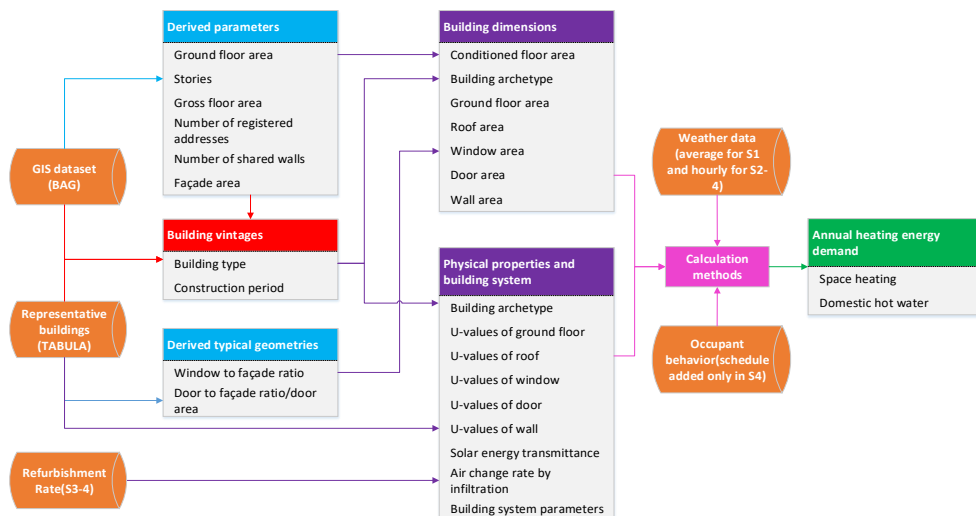 Derived parameters
Ground floor area
Stories
Gross floor area
Number of registered
addresses
Number of shared walls
Façade area
Building dimensions
Conditioned floor area
Building archetype
Ground floor area
Roof area
Window area
Door area
Wall area
GIS dataset
(BAG)
Weather data
(average for S1
and hourly for S2-
4)
Building vintages
Building type
Construction period
Physical properties and
building system
Building archetype
U-values of ground floor
U-values of roof
U-values of window
U-values of door
U-values of wall
Solar energy transmittance
Air change rate by
infiltration
Building system parameters
Calculation
methods
Annual heating energy
demand
Space heating
Domestic hot water
Representative
buildings
(TABULA)
Derived typical geometries
Window to façade ratio
Door to façade ratio/door
area
Occupant
behavior(schedule
added only in S4)
Refurbishment
Rate(S3-4)